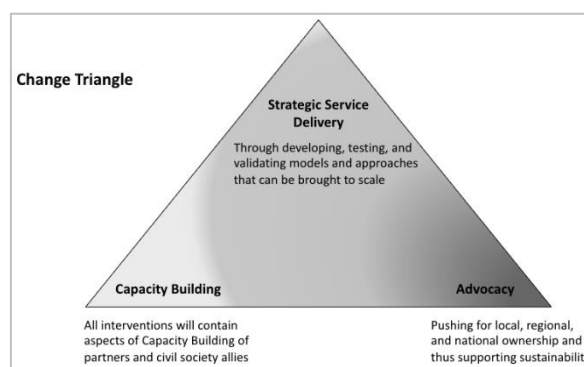 Change Triangle
Strategic Service
Delivery
Through developing, testing, and
validating models and approaches
that can be brought to scale
Capacity Building
Advocacy
All interventions will contain
aspects of Capacity Building of
partners and civil society allies
Pushing for local, regional,
and national ownership and
thus supporting sustainabilit